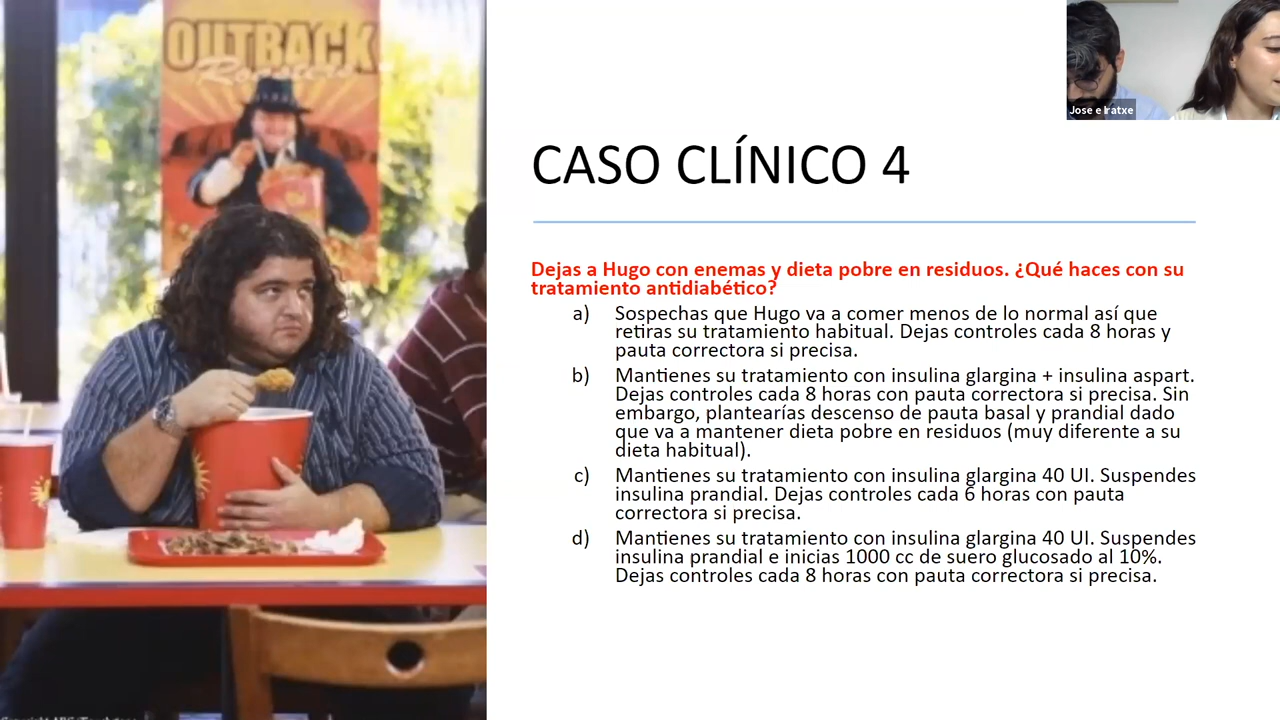 OUTBACK
Jose e Iratxe
CASO CLÍNICO 4
Dejas a Hugo con enemas y dieta pobre en residuos. ¿Qué haces con su
tratamiento antidiabético?
a) Sospechas que Hugo va a comer menos de lo normal así que
retiras su tratamiento habitual. Dejas controles cada 8 horas y
pauta correctora si precisa.
b) Mantienes su tratamiento con insulina glargina + insulina aspart.
Dejas controles cada 8 horas con pauta correctora si precisa. Sin
embargo, plantearías descenso de pauta basal y prandial dado
que va a mantener dieta pobre en residuos (muy diferente a su
dieta habitual).
c) Mantienes su tratamiento con insulina glargina 40 UI. Suspendes
insulina prandial. Dejas controles cada 6 horas con pauta
correctora si precisa.
d) Mantienes su tratamiento con insulina glargina 40 UI. Suspendes
insulina prandial e inicias 1000 cc de suero glucosado al 10%.
Dejas controles cada 8 horas con pauta correctora si precisa.